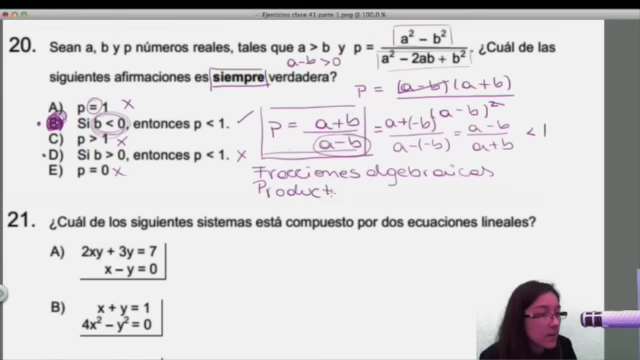 Ejercicios clase 41 parte 1.png @ 100,0 %
20. Sean a, b y p números reales, tales que a > b y p = (a² − b²)/(a² − 2ab + b²). ¿Cuál de las
a-b>0
siguientes afirmaciones es siempre verdadera?
p = (a-b)(a+b)/(a-b)²
A) p = 1 x
B) Si b < 0, entonces p < 1. ✓
C) p > 1 x
D) Si b > 0, entonces p < 1. x
E) p = 0 x
p = (a+b)/(a-b) = (a+(-b))/(a-(-b)) = (a-b)/(a+b) < 1
Fracciones algebraicas
Product
21. ¿Cuál de los siguientes sistemas está compuesto por dos ecuaciones lineales?
A) 2xy + 3y = 7
x − y = 0
B) x + y = 1
4x² − y² = 0